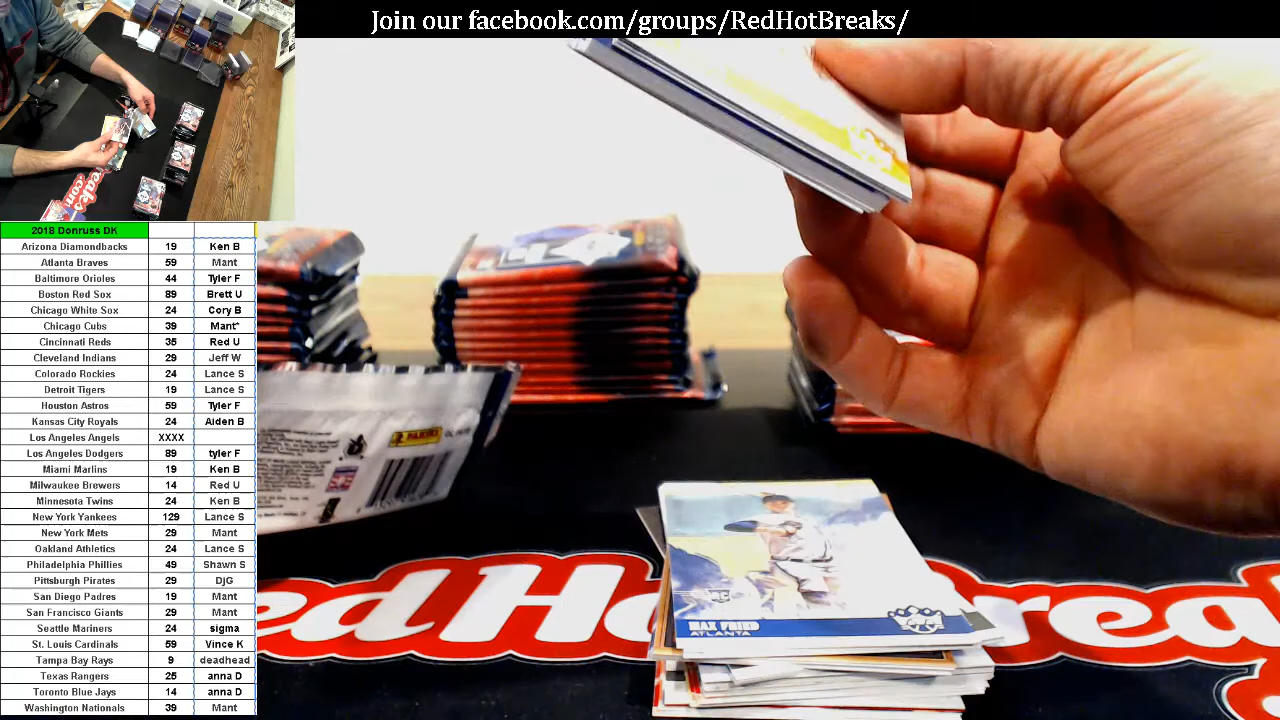 Join our facebook.com/groups/RedHotBreaks/
2018 Donruss DK
Arizona Diamondbacks 19 Ken B
Atlanta Braves 59 Mant
Baltimore Orioles 44 Tyler F
Boston Red Sox 89 Brett U
Chicago White Sox 24 Cory B
Chicago Cubs 39 Mant*
Cincinnati Reds 35 Red U
Cleveland Indians 29 Jeff W
Colorado Rockies 24 Lance S
Detroit Tigers 19 Lance S
Houston Astros 59 Tyler F
Kansas City Royals 24 Aiden B
Los Angeles Angels XXXX
Los Angeles Dodgers 89 tyler F
Miami Marlins 19 Ken B
Milwaukee Brewers 14 Red U
Minnesota Twins 24 Ken B
New York Yankees 129 Lance S
New York Mets 29 Mant
Oakland Athletics 24 Lance S
Philadelphia Phillies 49 Shawn S
Pittsburgh Pirates 29 DjG
San Diego Padres 19 Mant
San Francisco Giants 29 Mant
Seattle Mariners 24 sigma
St. Louis Cardinals 59 Vince K
Tampa Bay Rays 9 deadhead
Texas Rangers 25 anna D
Toronto Blue Jays 14 anna D
Washington Nationals 39 Mant
PANINI
RC
MAX FRIED
ATLANTA